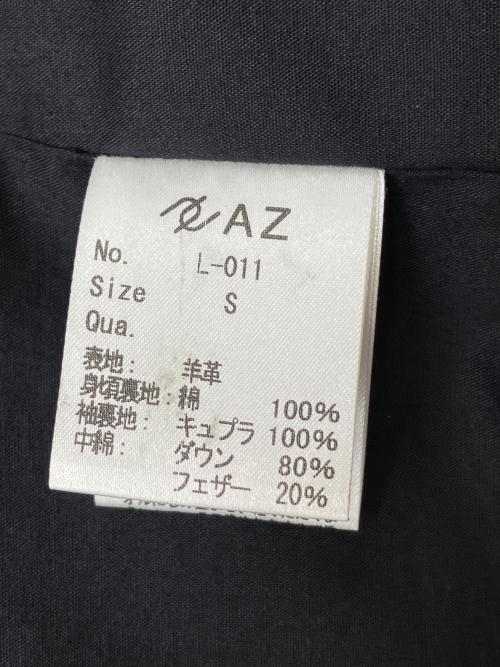 AZ
No. L-011
Size S
Qua.
表地: 羊革
身頃裏地: 綿 100%
袖裏地: キュプラ 100%
中綿: ダウン 80%
フェザー 20%